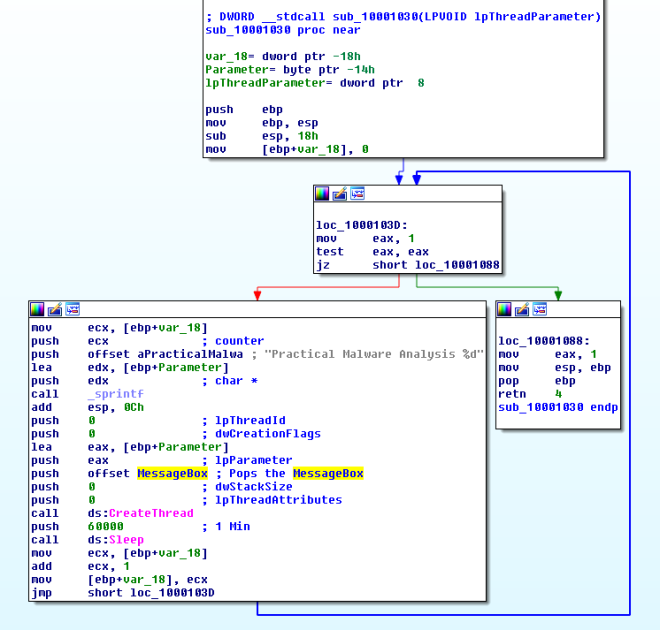 ; DWORD __stdcall sub_10001030(LPVOID lpThreadParameter)
sub_10001030 proc near
var_18= dword ptr -18h
Parameter= byte ptr -14h
lpThreadParameter= dword ptr  8
push    ebp
mov     ebp, esp
sub     esp, 18h
mov     [ebp+var_18], 0
loc_1000103D:
mov     eax, 1
test    eax, eax
jz      short loc_10001088
mov     ecx, [ebp+var_18]
push    ecx             ; counter
push    offset aPracticalMalwa ; "Practical Malware Analysis %d"
lea     edx, [ebp+Parameter]
push    edx             ; char *
call    _sprintf
add     esp, 0Ch
push    0               ; lpThreadId
push    0               ; dwCreationFlags
lea     eax, [ebp+Parameter]
push    eax             ; lpParameter
push    offset MessageBox ; Pops the MessageBox
push    0               ; dwStackSize
push    0               ; lpThreadAttributes
call    ds:CreateThread
push    60000           ; 1 Min
call    ds:Sleep
mov     ecx, [ebp+var_18]
add     ecx, 1
mov     [ebp+var_18], ecx
jmp     short loc_1000103D
loc_10001088:
mov     eax, 1
mov     esp, ebp
pop     ebp
retn    4
sub_10001030 endp